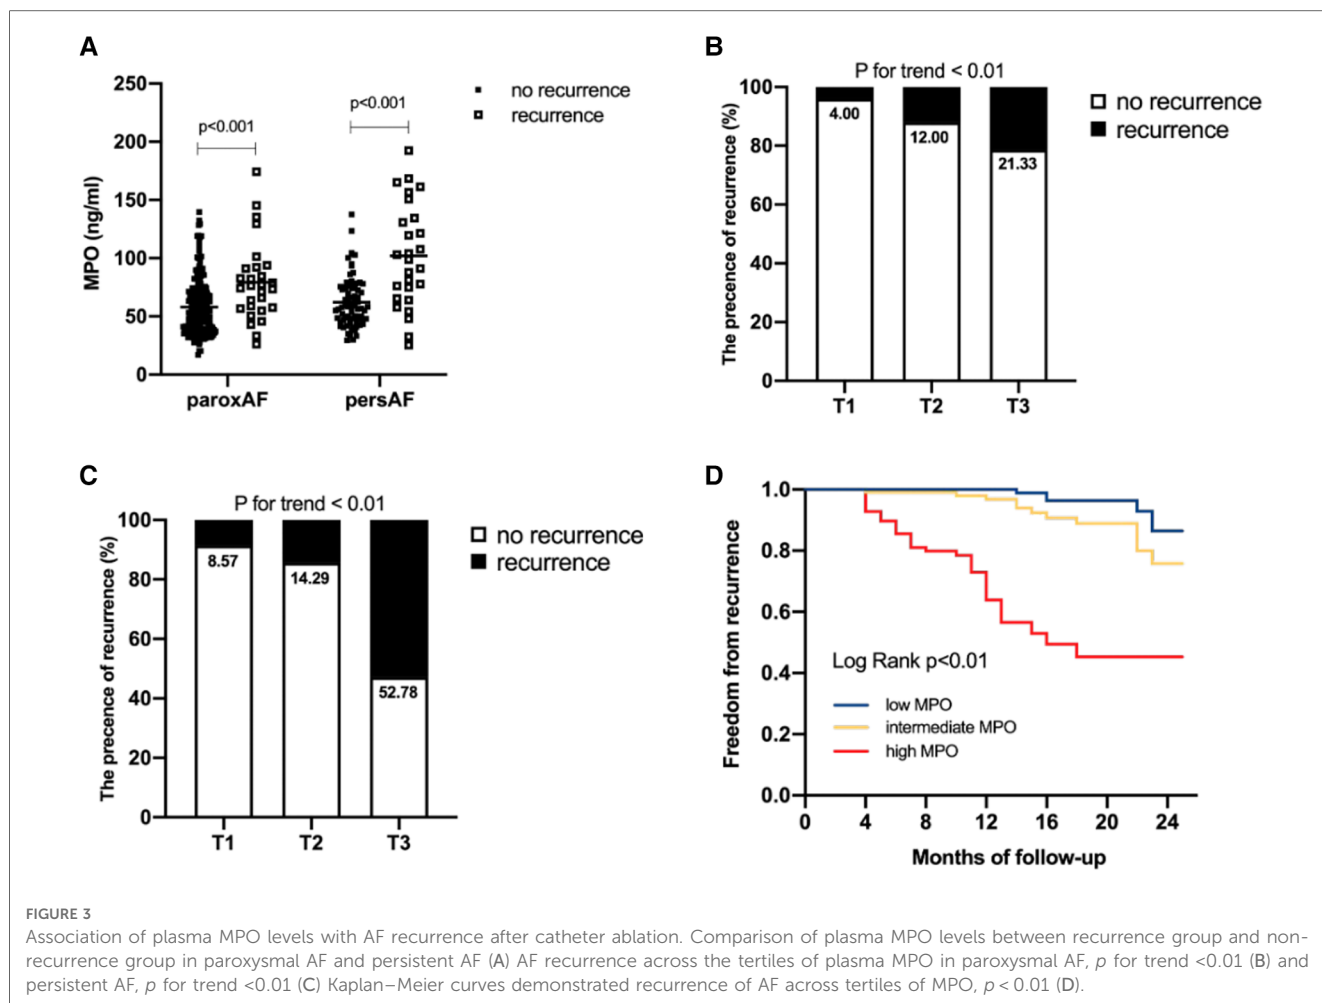 A
250
200
150
100
50
0
MPO (ng/ml)
p<0.001
p<0.001
no recurrence
recurrence
paroxAF
persAF
B
P for trend < 0.01
100
80
60
40
20
0
The precence of recurrence (%)
4.00
12.00
21.33
T1
T2
T3
no recurrence
recurrence
C
P for trend < 0.01
100
80
60
40
20
0
The precence of recurrence (%)
8.57
14.29
52.78
T1
T2
T3
no recurrence
recurrence
D
1.0
0.8
0.6
0.4
0.2
0.0
Freedom from recurrence
Log Rank p<0.01
low MPO
intermediate MPO
high MPO
0 4 8 12 16 20 24
Months of follow-up
FIGURE 3
Association of plasma MPO levels with AF recurrence after catheter ablation. Comparison of plasma MPO levels between recurrence group and non-
recurrence group in paroxysmal AF and persistent AF (A) AF recurrence across the tertiles of plasma MPO in paroxysmal AF, p for trend <0.01 (B) and
persistent AF, p for trend <0.01 (C) Kaplan–Meier curves demonstrated recurrence of AF across tertiles of MPO, p < 0.01 (D).